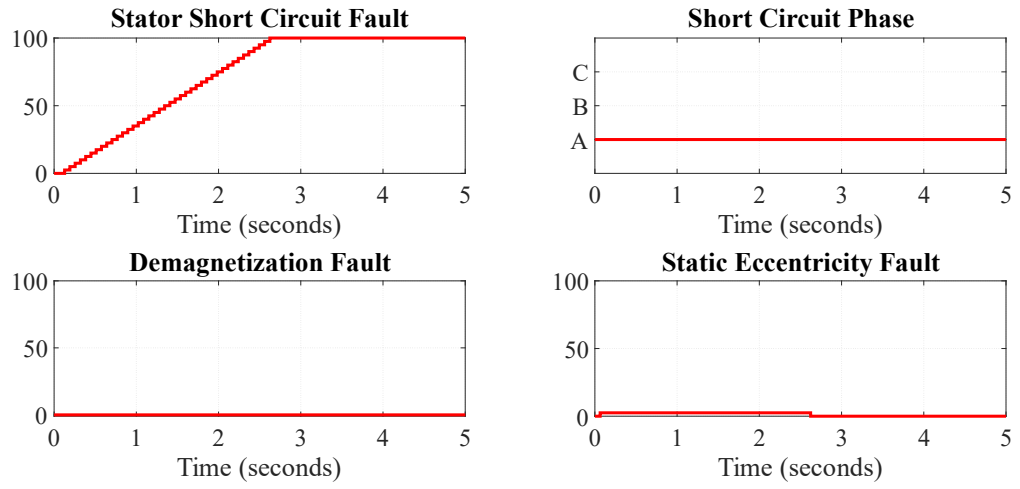 Stator Short Circuit Fault
100
50
0
0 1 2 3 4 5
Time (seconds)
Short Circuit Phase
C
B
A
0 1 2 3 4 5
Time (seconds)
Demagnetization Fault
100
50
0
0 1 2 3 4 5
Time (seconds)
Static Eccentricity Fault
100
50
0
0 1 2 3 4 5
Time (seconds)